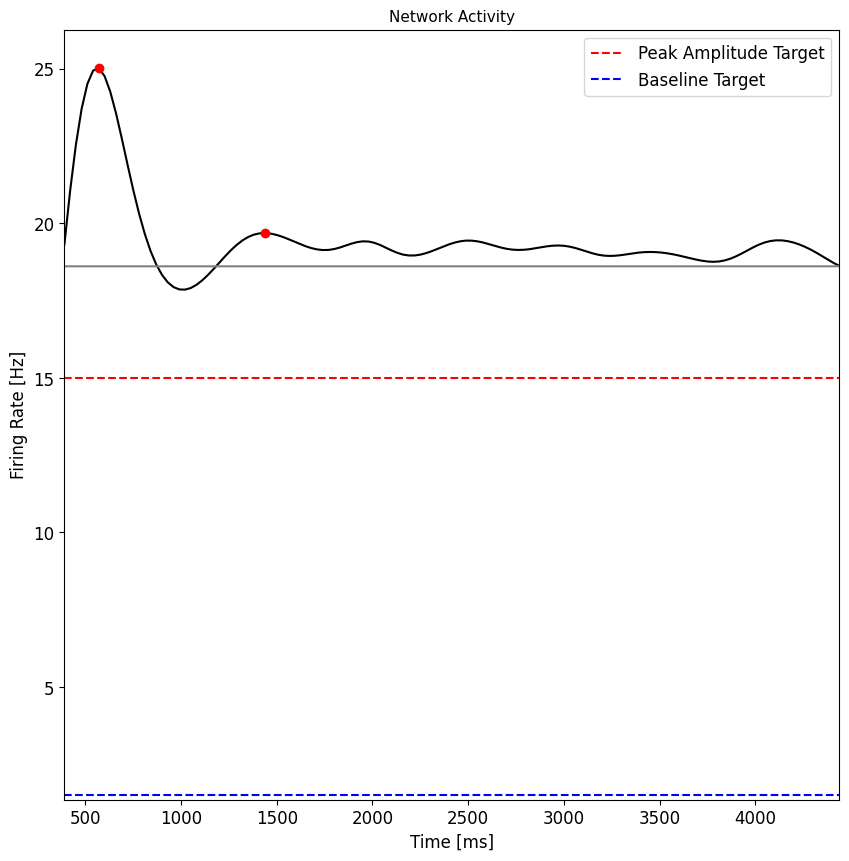 Network Activity
Peak Amplitude Target
Baseline Target
Firing Rate [Hz]
25
20
15
10
5
500 1000 1500 2000 2500 3000 3500 4000
Time [ms]